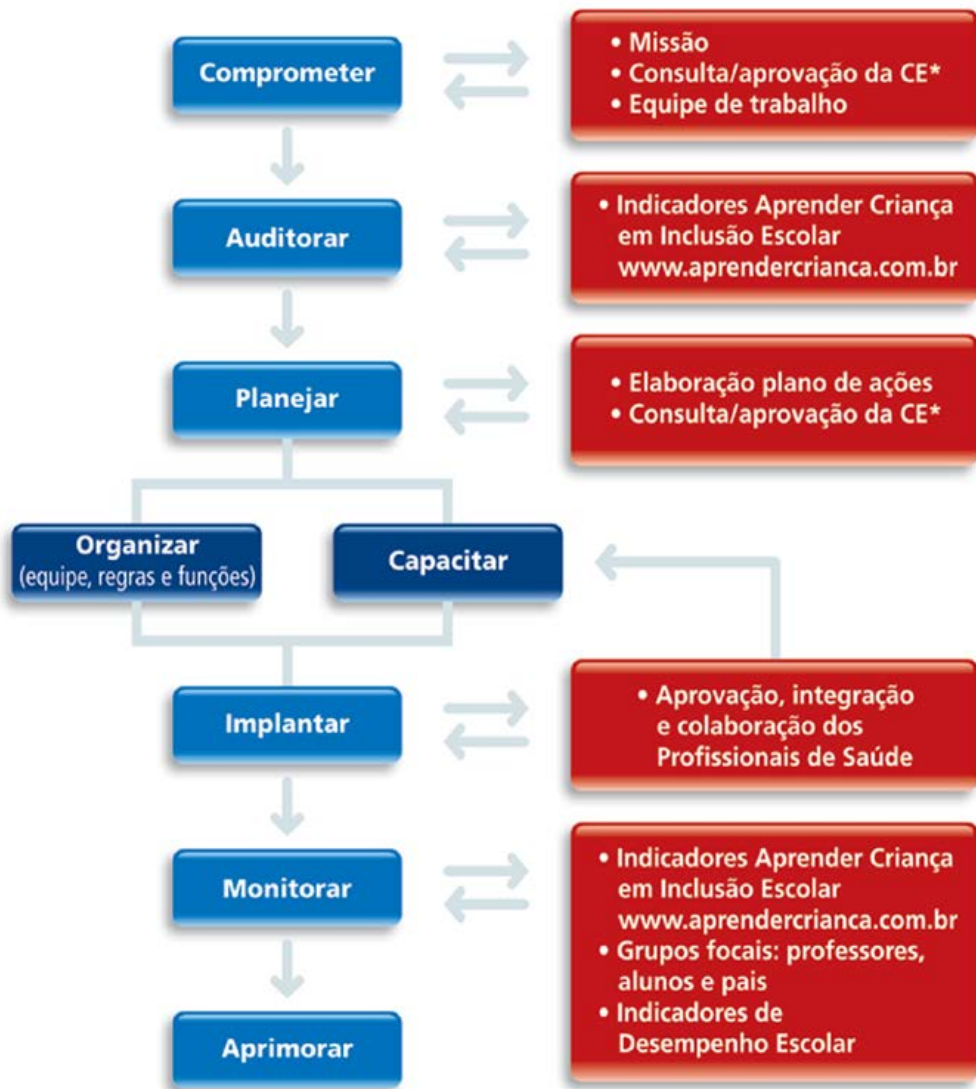 Comprometer
• Missão
• Consulta/aprovação da CE*
• Equipe de trabalho
Auditorar
• Indicadores Aprender Criança
em Inclusão Escolar
www.aprendercrianca.com.br
Planejar
• Elaboração plano de ações
• Consulta/aprovação da CE*
Organizar
(equipe, regras e funções)
Capacitar
Implantar
• Aprovação, integração
e colaboração dos
Profissionais de Saúde
Monitorar
• Indicadores Aprender Criança
em Inclusão Escolar
www.aprendercrianca.com.br
• Grupos focais: professores,
alunos e pais
• Indicadores de
Desempenho Escolar
Aprimorar